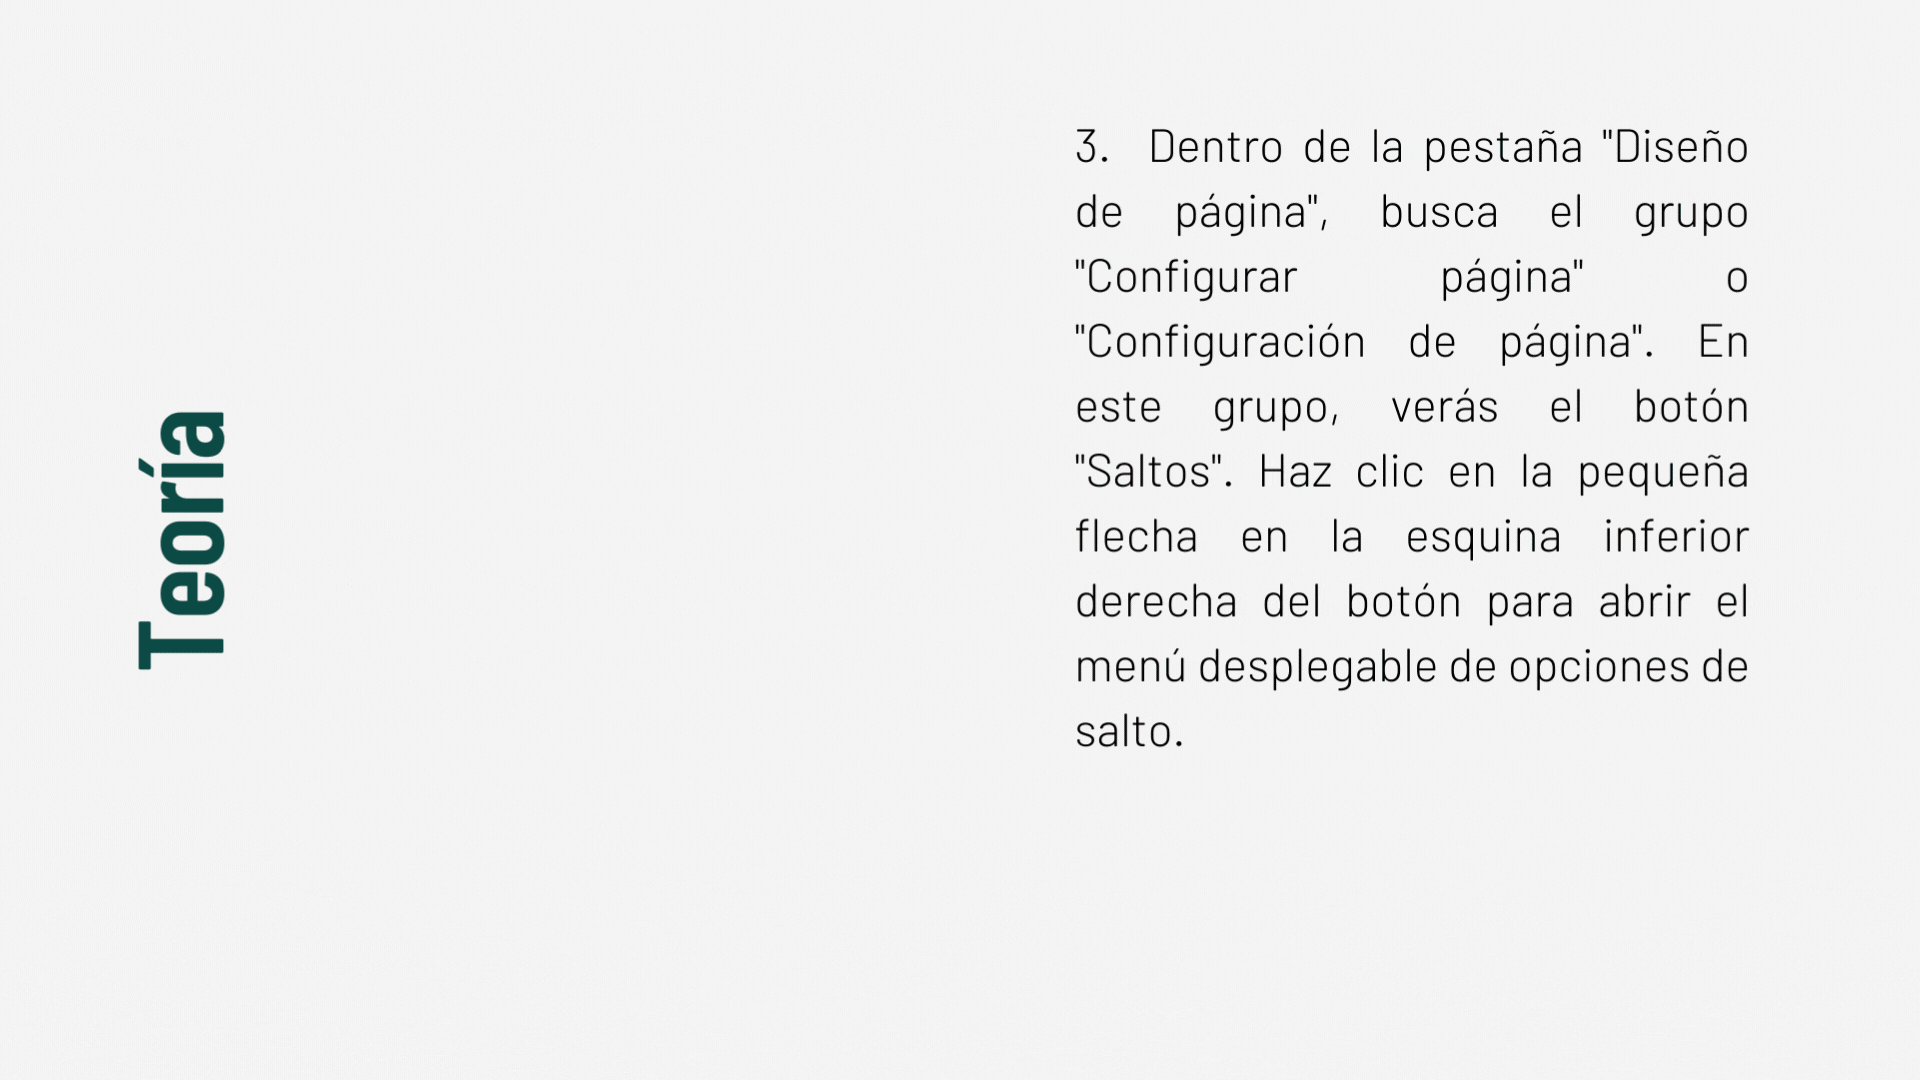 Teoría
3. Dentro de la pestaña "Diseño
de página", busca el grupo
"Configurar página" o
"Configuración de página". En
este grupo, verás el botón
"Saltos". Haz clic en la pequeña
flecha en la esquina inferior
derecha del botón para abrir el
menú desplegable de opciones de
salto.